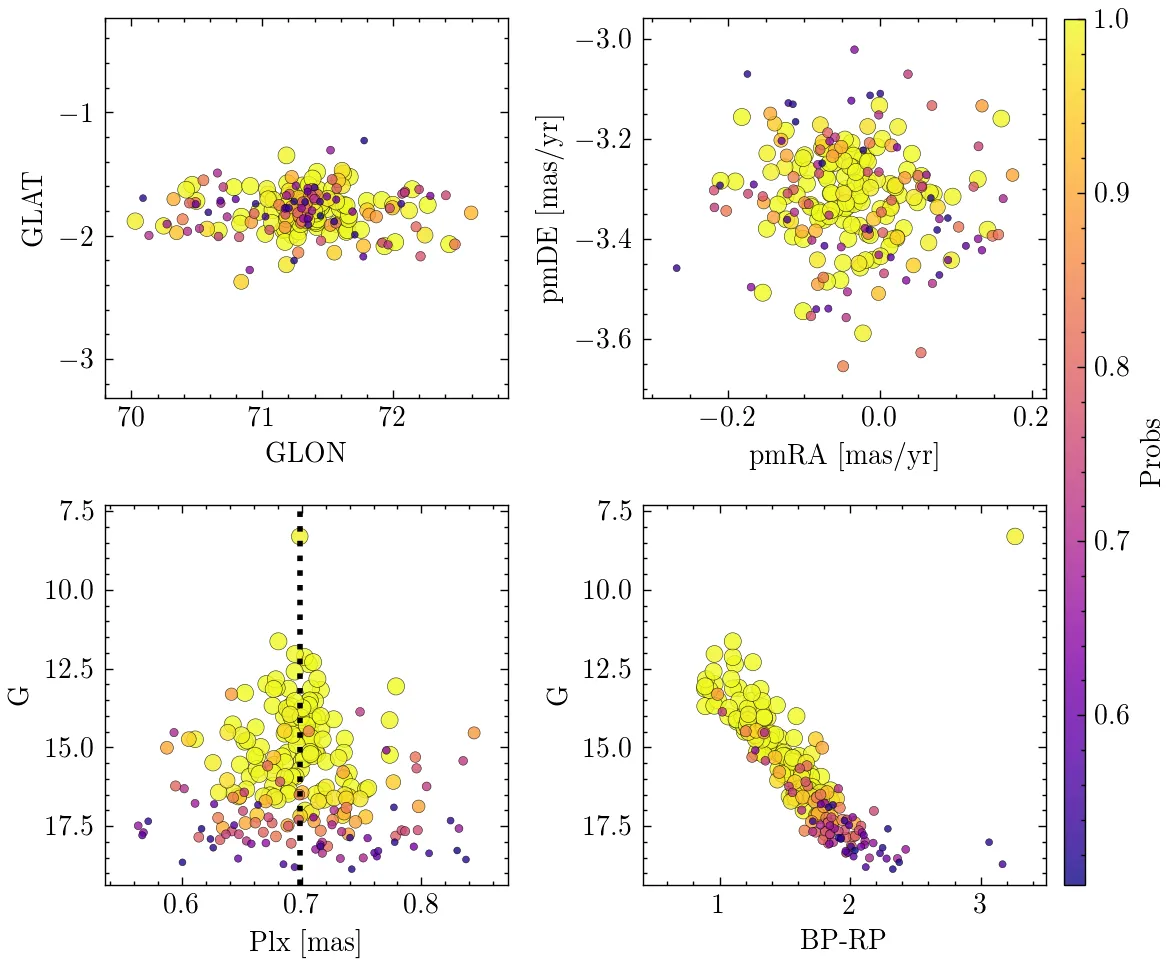 −1
−2
−3
GLAT
70 71 72
GLON
−3.0
−3.2
−3.4
−3.6
pmDE [mas/yr]
−0.2 0.0 0.2
pmRA [mas/yr]
1.0
0.9
0.8
0.7
0.6
Probs
7.5
10.0
12.5
15.0
17.5
G
0.6 0.7 0.8
Plx [mas]
7.5
10.0
12.5
15.0
17.5
G
1 2 3
BP-RP